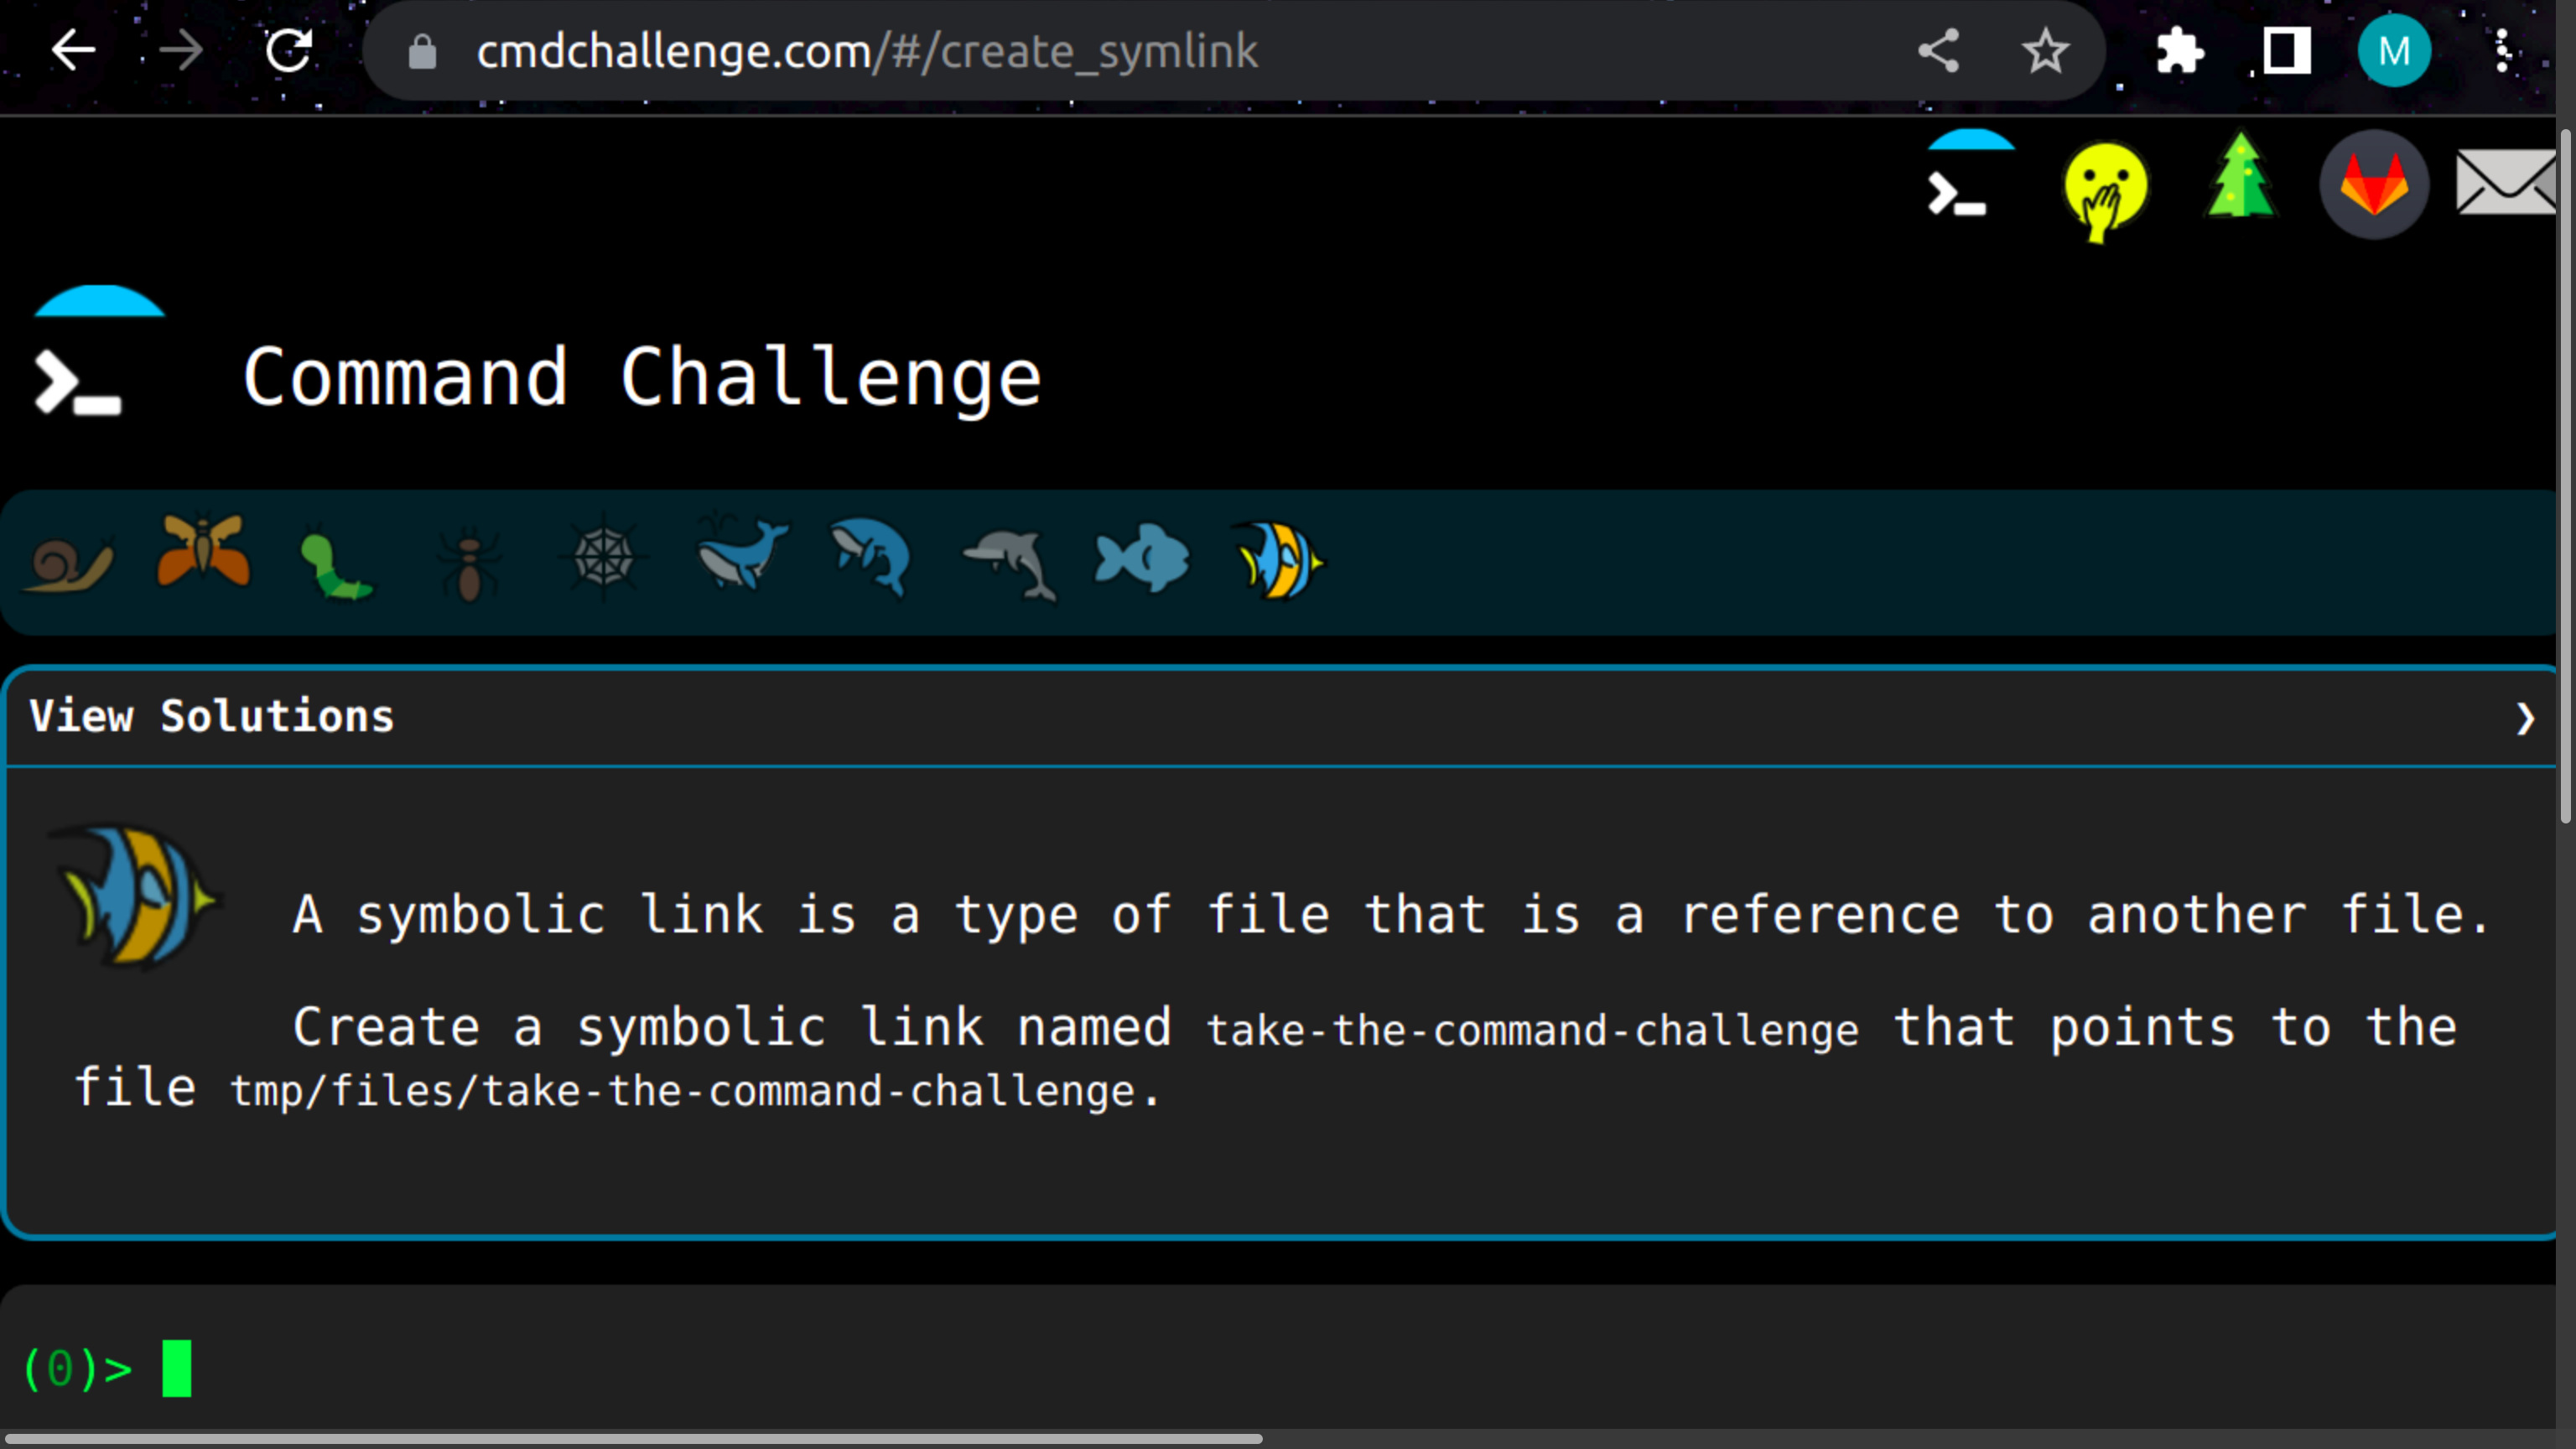 cmdchallenge.com/#/create_symlink
M
>_
>_
Command Challenge
View Solutions ❯
A symbolic link is a type of file that is a reference to another file.
Create a symbolic link named take-the-command-challenge that points to the
file tmp/files/take-the-command-challenge.
(0)>